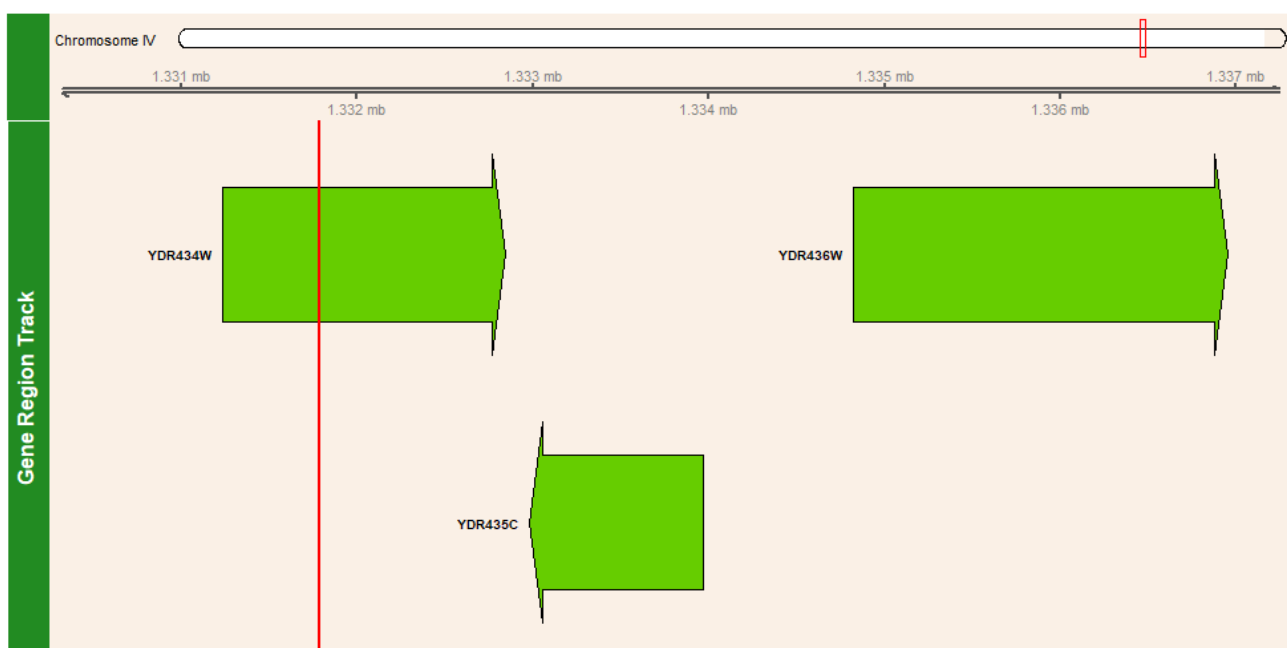 Chromosome IV
1.331 mb
1.333 mb
1.335 mb
1.337 mb
1.332 mb
1.334 mb
1.336 mb
Gene Region Track
YDR434W
YDR436W
YDR435C